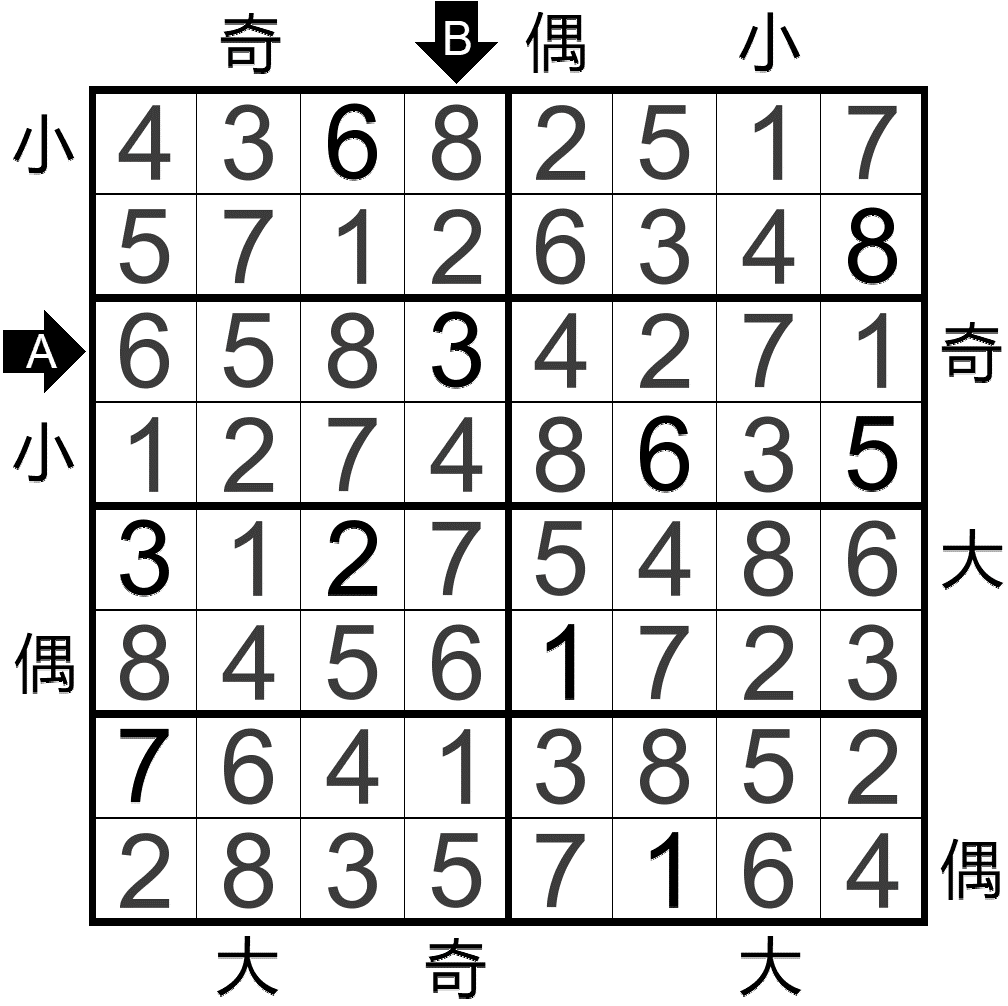 奇 B 偶 小
小 4 3 6 8 2 5 1 7
5 7 1 2 6 3 4 8
A 6 5 8 3 4 2 7 1 奇
小 1 2 7 4 8 6 3 5
3 1 2 7 5 4 8 6 大
偶 8 4 5 6 1 7 2 3
7 6 4 1 3 8 5 2
2 8 3 5 7 1 6 4 偶
大 奇 大